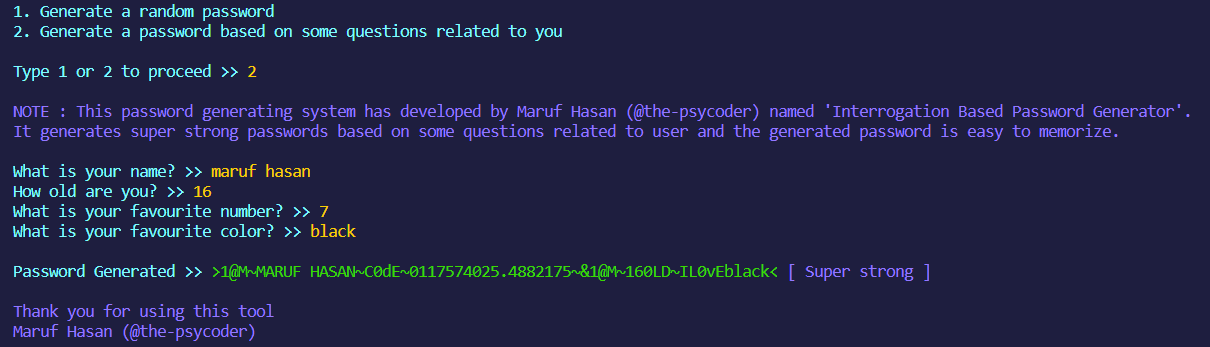 1. Generate a random password
2. Generate a password based on some questions related to you
Type 1 or 2 to proceed >> 2
NOTE : This password generating system has developed by Maruf Hasan (@the-psycoder) named 'Interrogation Based Password Generator'.
It generates super strong passwords based on some questions related to user and the generated password is easy to memorize.
What is your name? >> maruf hasan
How old are you? >> 16
What is your favourite number? >> 7
What is your favourite color? >> black
Password Generated >> >1@M~MARUF HASAN~C0dE~0117574025.4882175~&1@M~160LD~IL0vEblack< [ Super strong ]
Thank you for using this tool
Maruf Hasan (@the-psycoder)